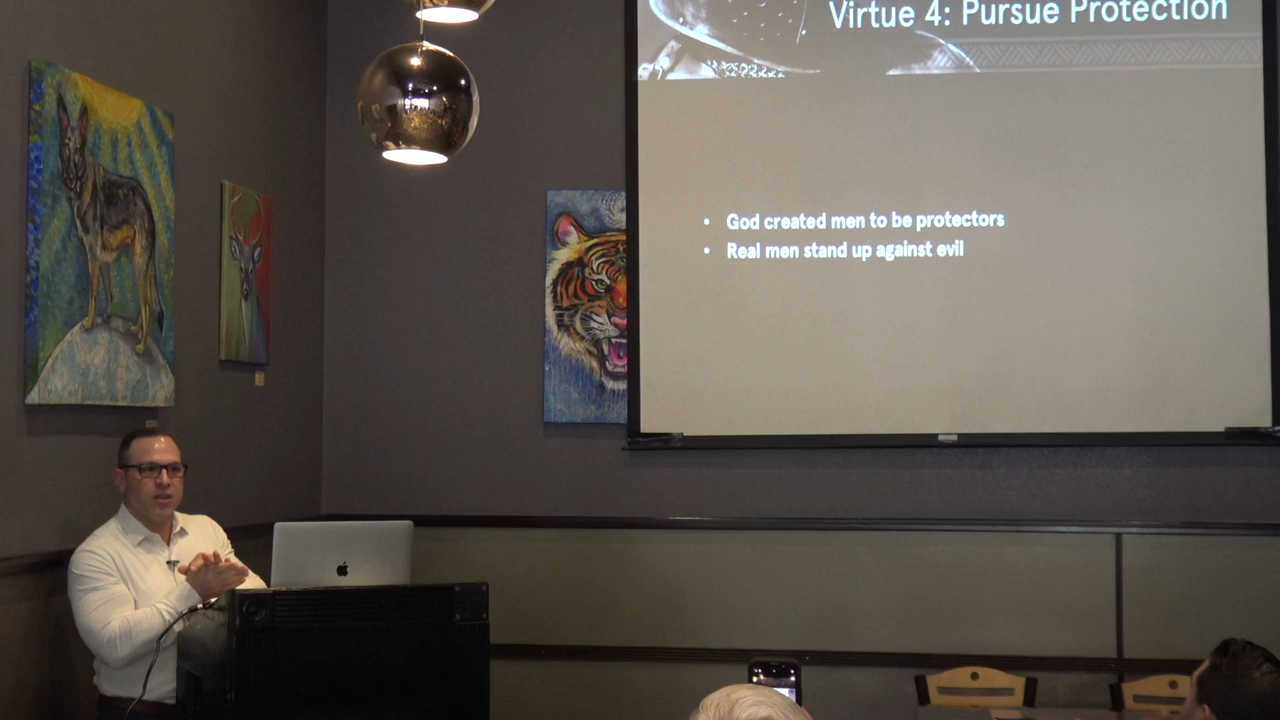 Virtue 4: Pursue Protection
• God created men to be protectors
• Real men stand up against evil